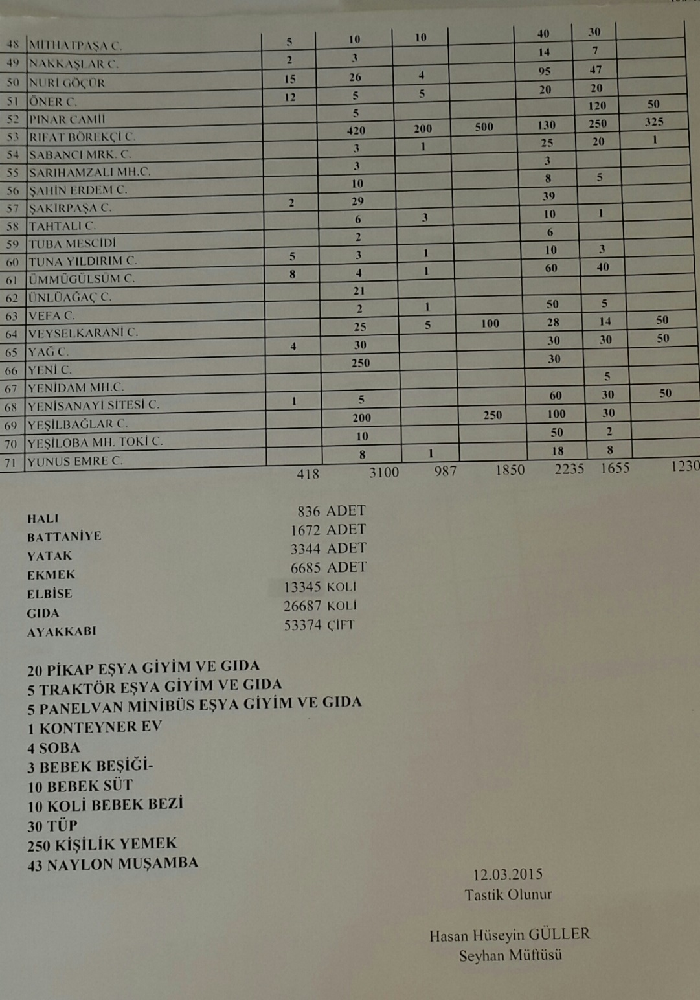 48 MİTHATPAŞA C. 5 10 10 40 30
49 NAKKAŞLAR C. 2 3 14 7
50 NURİ GÖÇÜR 15 26 4 95 47
51 ÖNER C. 12 5 5 20 20
52 PINAR CAMİİ 5 120 50
53 RIFAT BÖREKÇİ C. 420 200 500 130 250 325
54 SABANCI MRK. C. 3 1 25 20 1
55 SARIHAMZALI MH.C. 3 3
56 ŞAHİN ERDEM C. 10 8 5
57 ŞAKİRPAŞA C. 2 29 39
58 TAHTALI C. 6 3 10 1
59 TUBA MESCİDİ 2 6
60 TUNA YILDIRIM C. 5 3 1 10 3
61 ÜMMÜGÜLSÜM C. 8 4 1 60 40
62 ÜNLÜAĞAÇ C. 21
63 VEFA C. 2 1 50 5
64 VEYSELKARANİ C. 25 5 100 28 14 50
65 YAĞ C. 4 30 30 30 50
66 YENİ C. 250 30
67 YENİDAM MH.C. 5
68 YENİSANAYİ SİTESİ C. 1 5 60 30 50
69 YEŞİLBAĞLAR C. 200 250 100 30
70 YEŞİLOBA MH. TOKİ C. 10 50 2
71 YUNUS EMRE C. 8 1 18 8
418 3100 987 1850 2235 1655 1230
HALI 836 ADET
BATTANİYE 1672 ADET
YATAK 3344 ADET
EKMEK 6685 ADET
ELBİSE 13345 KOLİ
GIDA 26687 KOLİ
AYAKKABI 53374 ÇİFT
20 PİKAP EŞYA GİYİM VE GIDA
5 TRAKTÖR EŞYA GİYİM VE GIDA
5 PANELVAN MİNİBÜS EŞYA GİYİM VE GIDA
1 KONTEYNER EV
4 SOBA
3 BEBEK BEŞİĞİ-
10 BEBEK SÜT
10 KOLİ BEBEK BEZİ
30 TÜP
250 KİŞİLİK YEMEK
43 NAYLON MUŞAMBA
12.03.2015
Tastik Olunur
Hasan Hüseyin GÜLLER
Seyhan Müftüsü